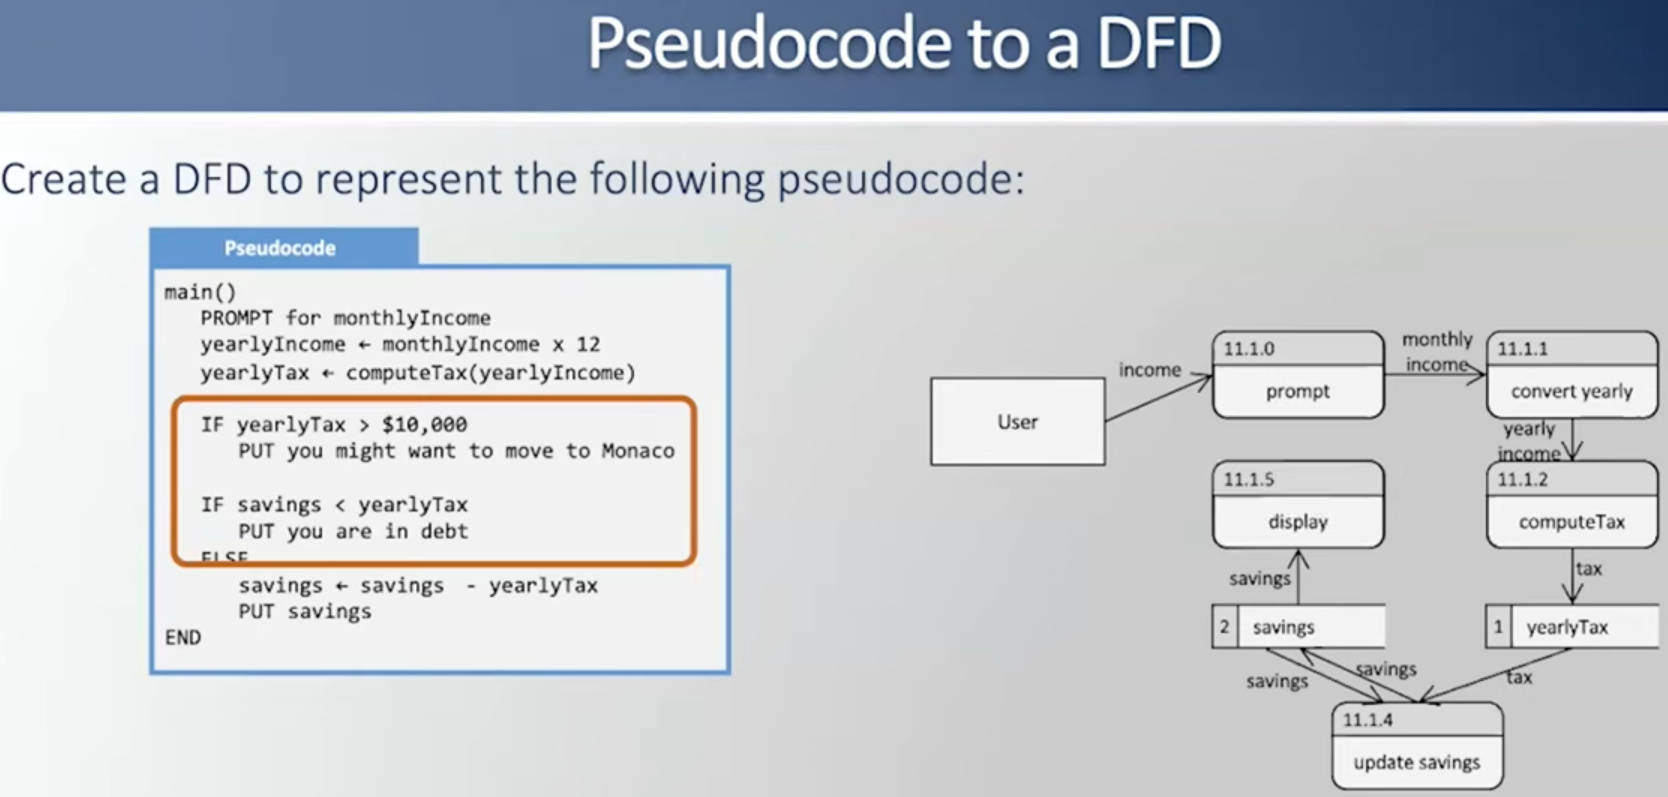 Pseudocode to a DFD
Create a DFD to represent the following pseudocode:
Pseudocode
main()
PROMPT for monthlyIncome
yearlyIncome ← monthlyIncome x 12
yearlyTax ← computeTax(yearlyIncome)
IF yearlyTax > $10,000
PUT you might want to move to Monaco
IF savings < yearlyTax
PUT you are in debt
ELSE
savings ← savings - yearlyTax
PUT savings
END
User
income
11.1.0
prompt
monthly
income
11.1.1
convert yearly
yearly
income
11.1.2
computeTax
tax
1 yearlyTax
tax
11.1.4
update savings
savings
savings
2 savings
savings
11.1.5
display